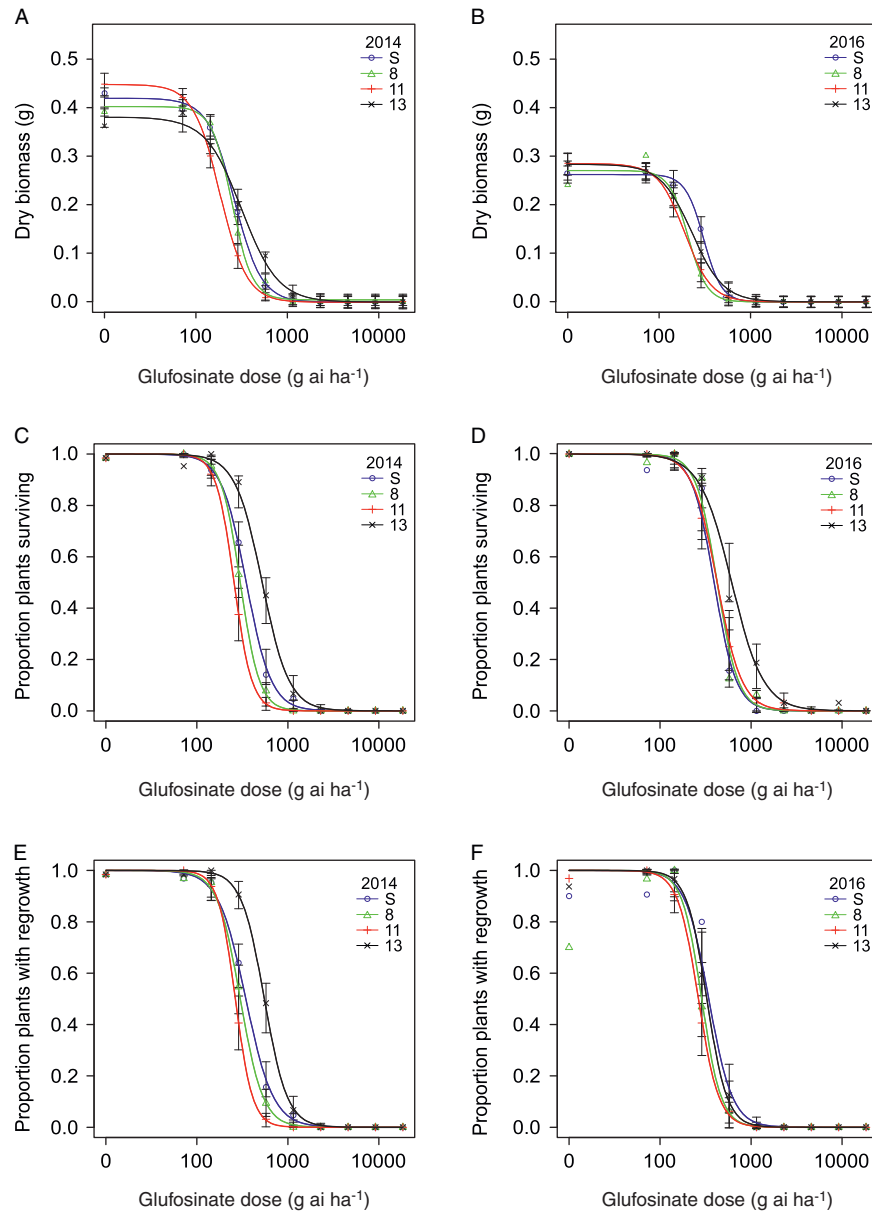 A
2014
S
8
11
13
0.5
0.4
0.3
0.2
0.1
0.0
Dry biomass (g)
0 100 1000 10000
Glufosinate dose (g ai ha-1)
B
2016
S
8
11
13
0.5
0.4
0.3
0.2
0.1
0.0
Dry biomass (g)
0 100 1000 10000
Glufosinate dose (g ai ha-1)
C
2014
S
8
11
13
1.0
0.8
0.6
0.4
0.2
0.0
Proportion plants surviving
0 100 1000 10000
Glufosinate dose (g ai ha-1)
D
2016
S
8
11
13
1.0
0.8
0.6
0.4
0.2
0.0
Proportion plants surviving
0 100 1000 10000
Glufosinate dose (g ai ha-1)
E
2014
S
8
11
13
1.0
0.8
0.6
0.4
0.2
0.0
Proportion plants with regrowth
0 100 1000 10000
Glufosinate dose (g ai ha-1)
F
2016
S
8
11
13
1.0
0.8
0.6
0.4
0.2
0.0
Proportion plants with regrowth
0 100 1000 10000
Glufosinate dose (g ai ha-1)